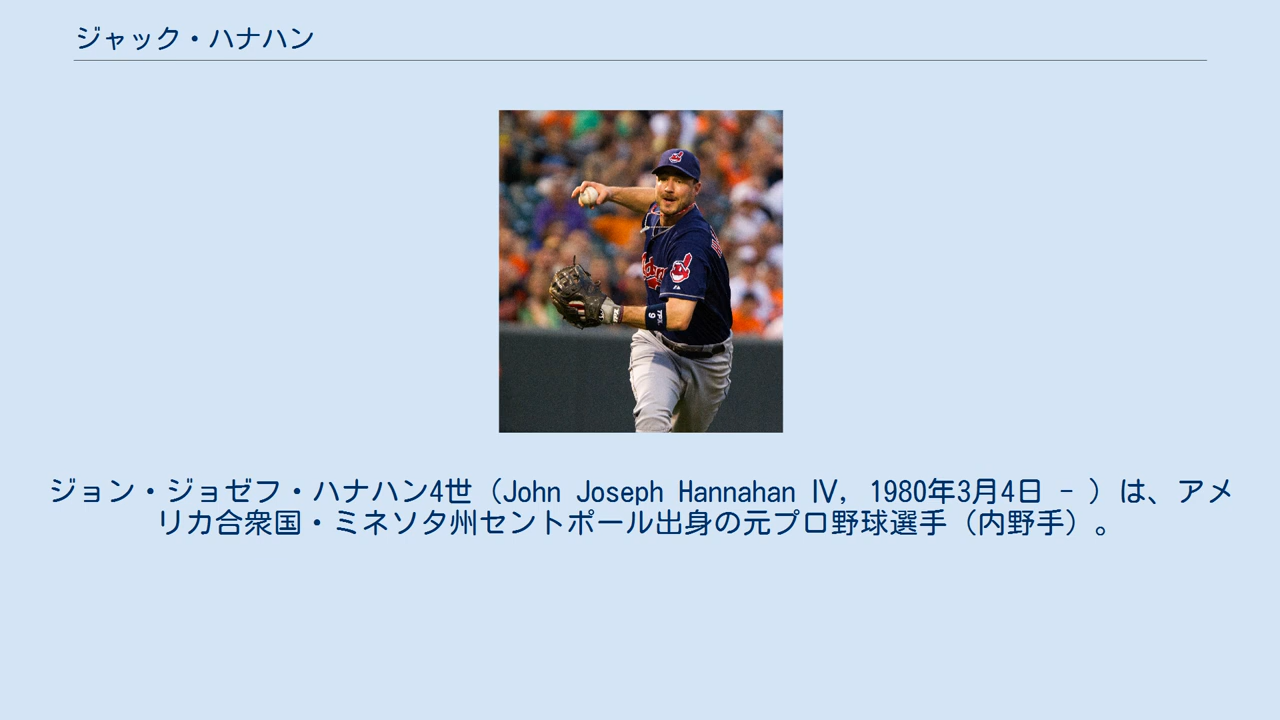 ジャック・ハナハン
ジョン・ジョゼフ・ハナハン4世（John Joseph Hannahan IV, 1980年3月4日 - ）は、アメ
リカ合衆国・ミネソタ州セントポール出身の元プロ野球選手（内野手）。